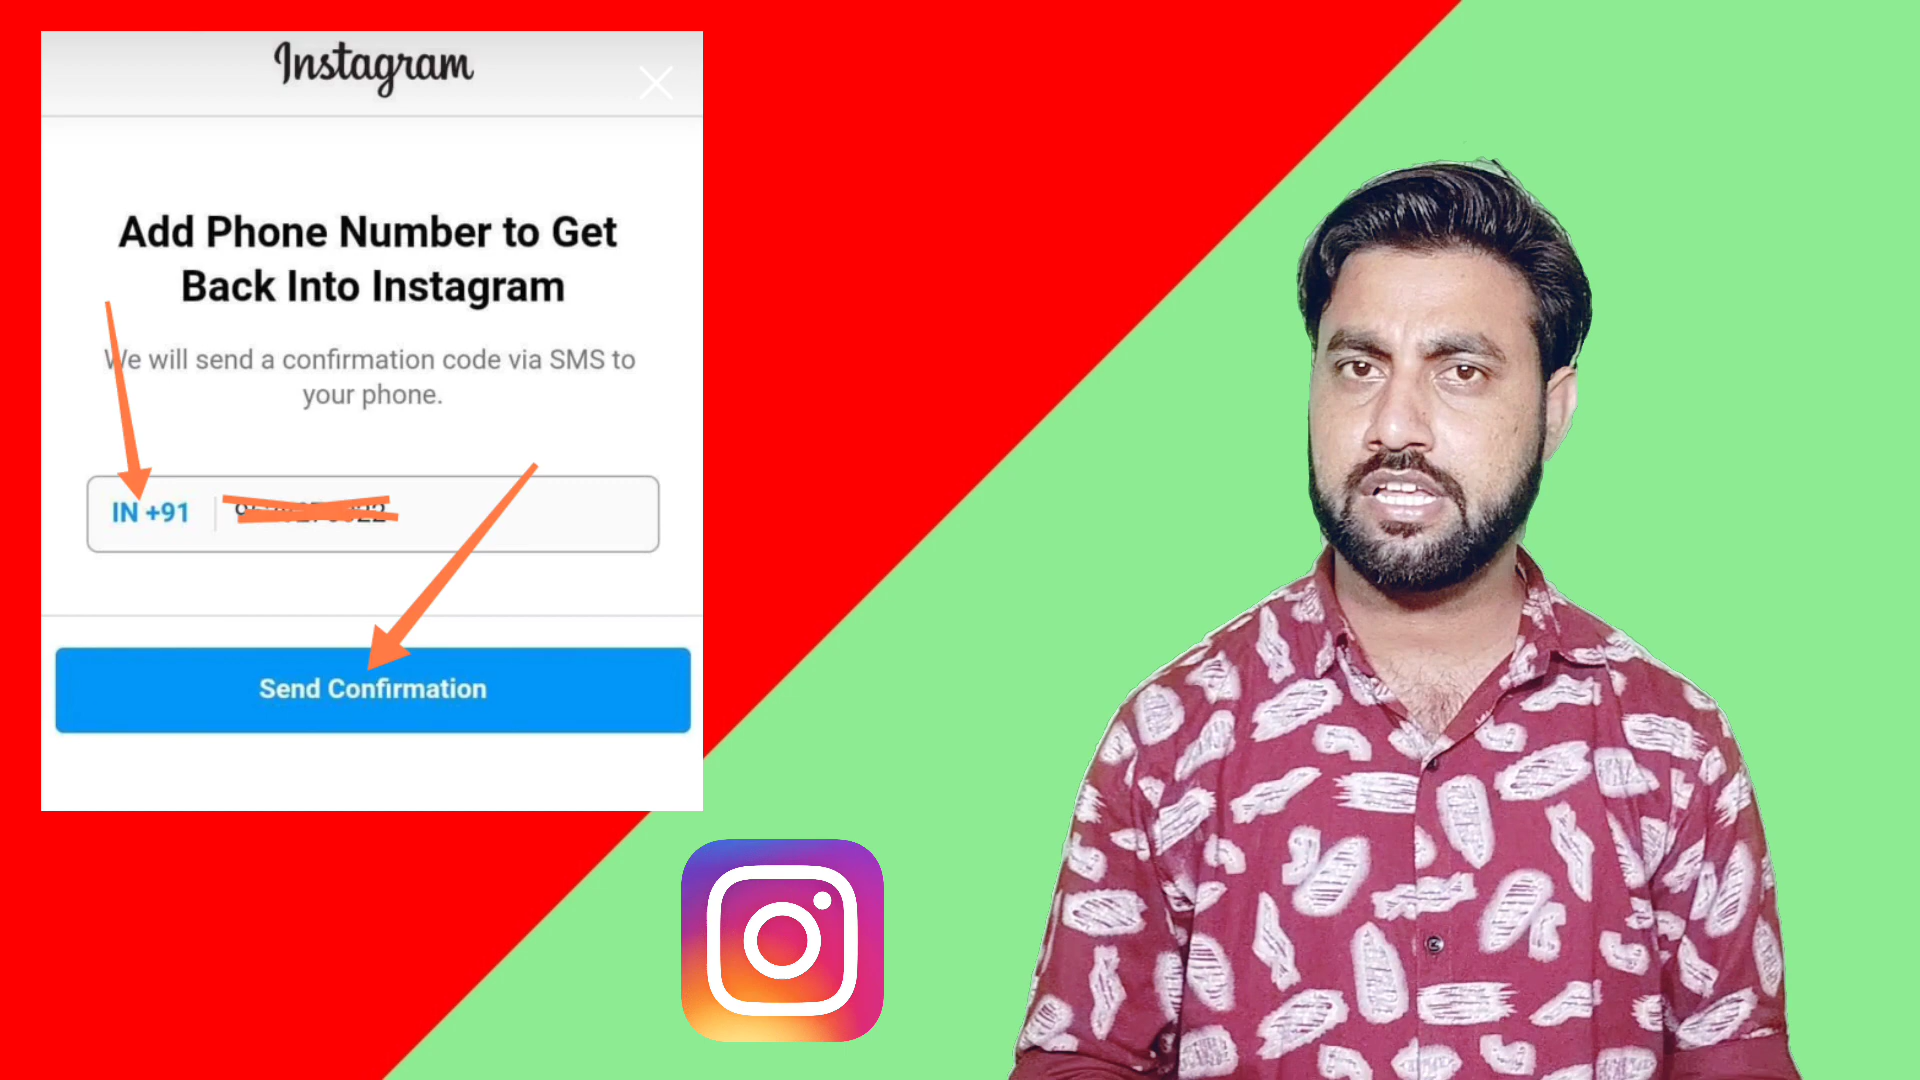 Instagram
Add Phone Number to Get
Back Into Instagram
We will send a confirmation code via SMS to
your phone.
IN +91
Send Confirmation